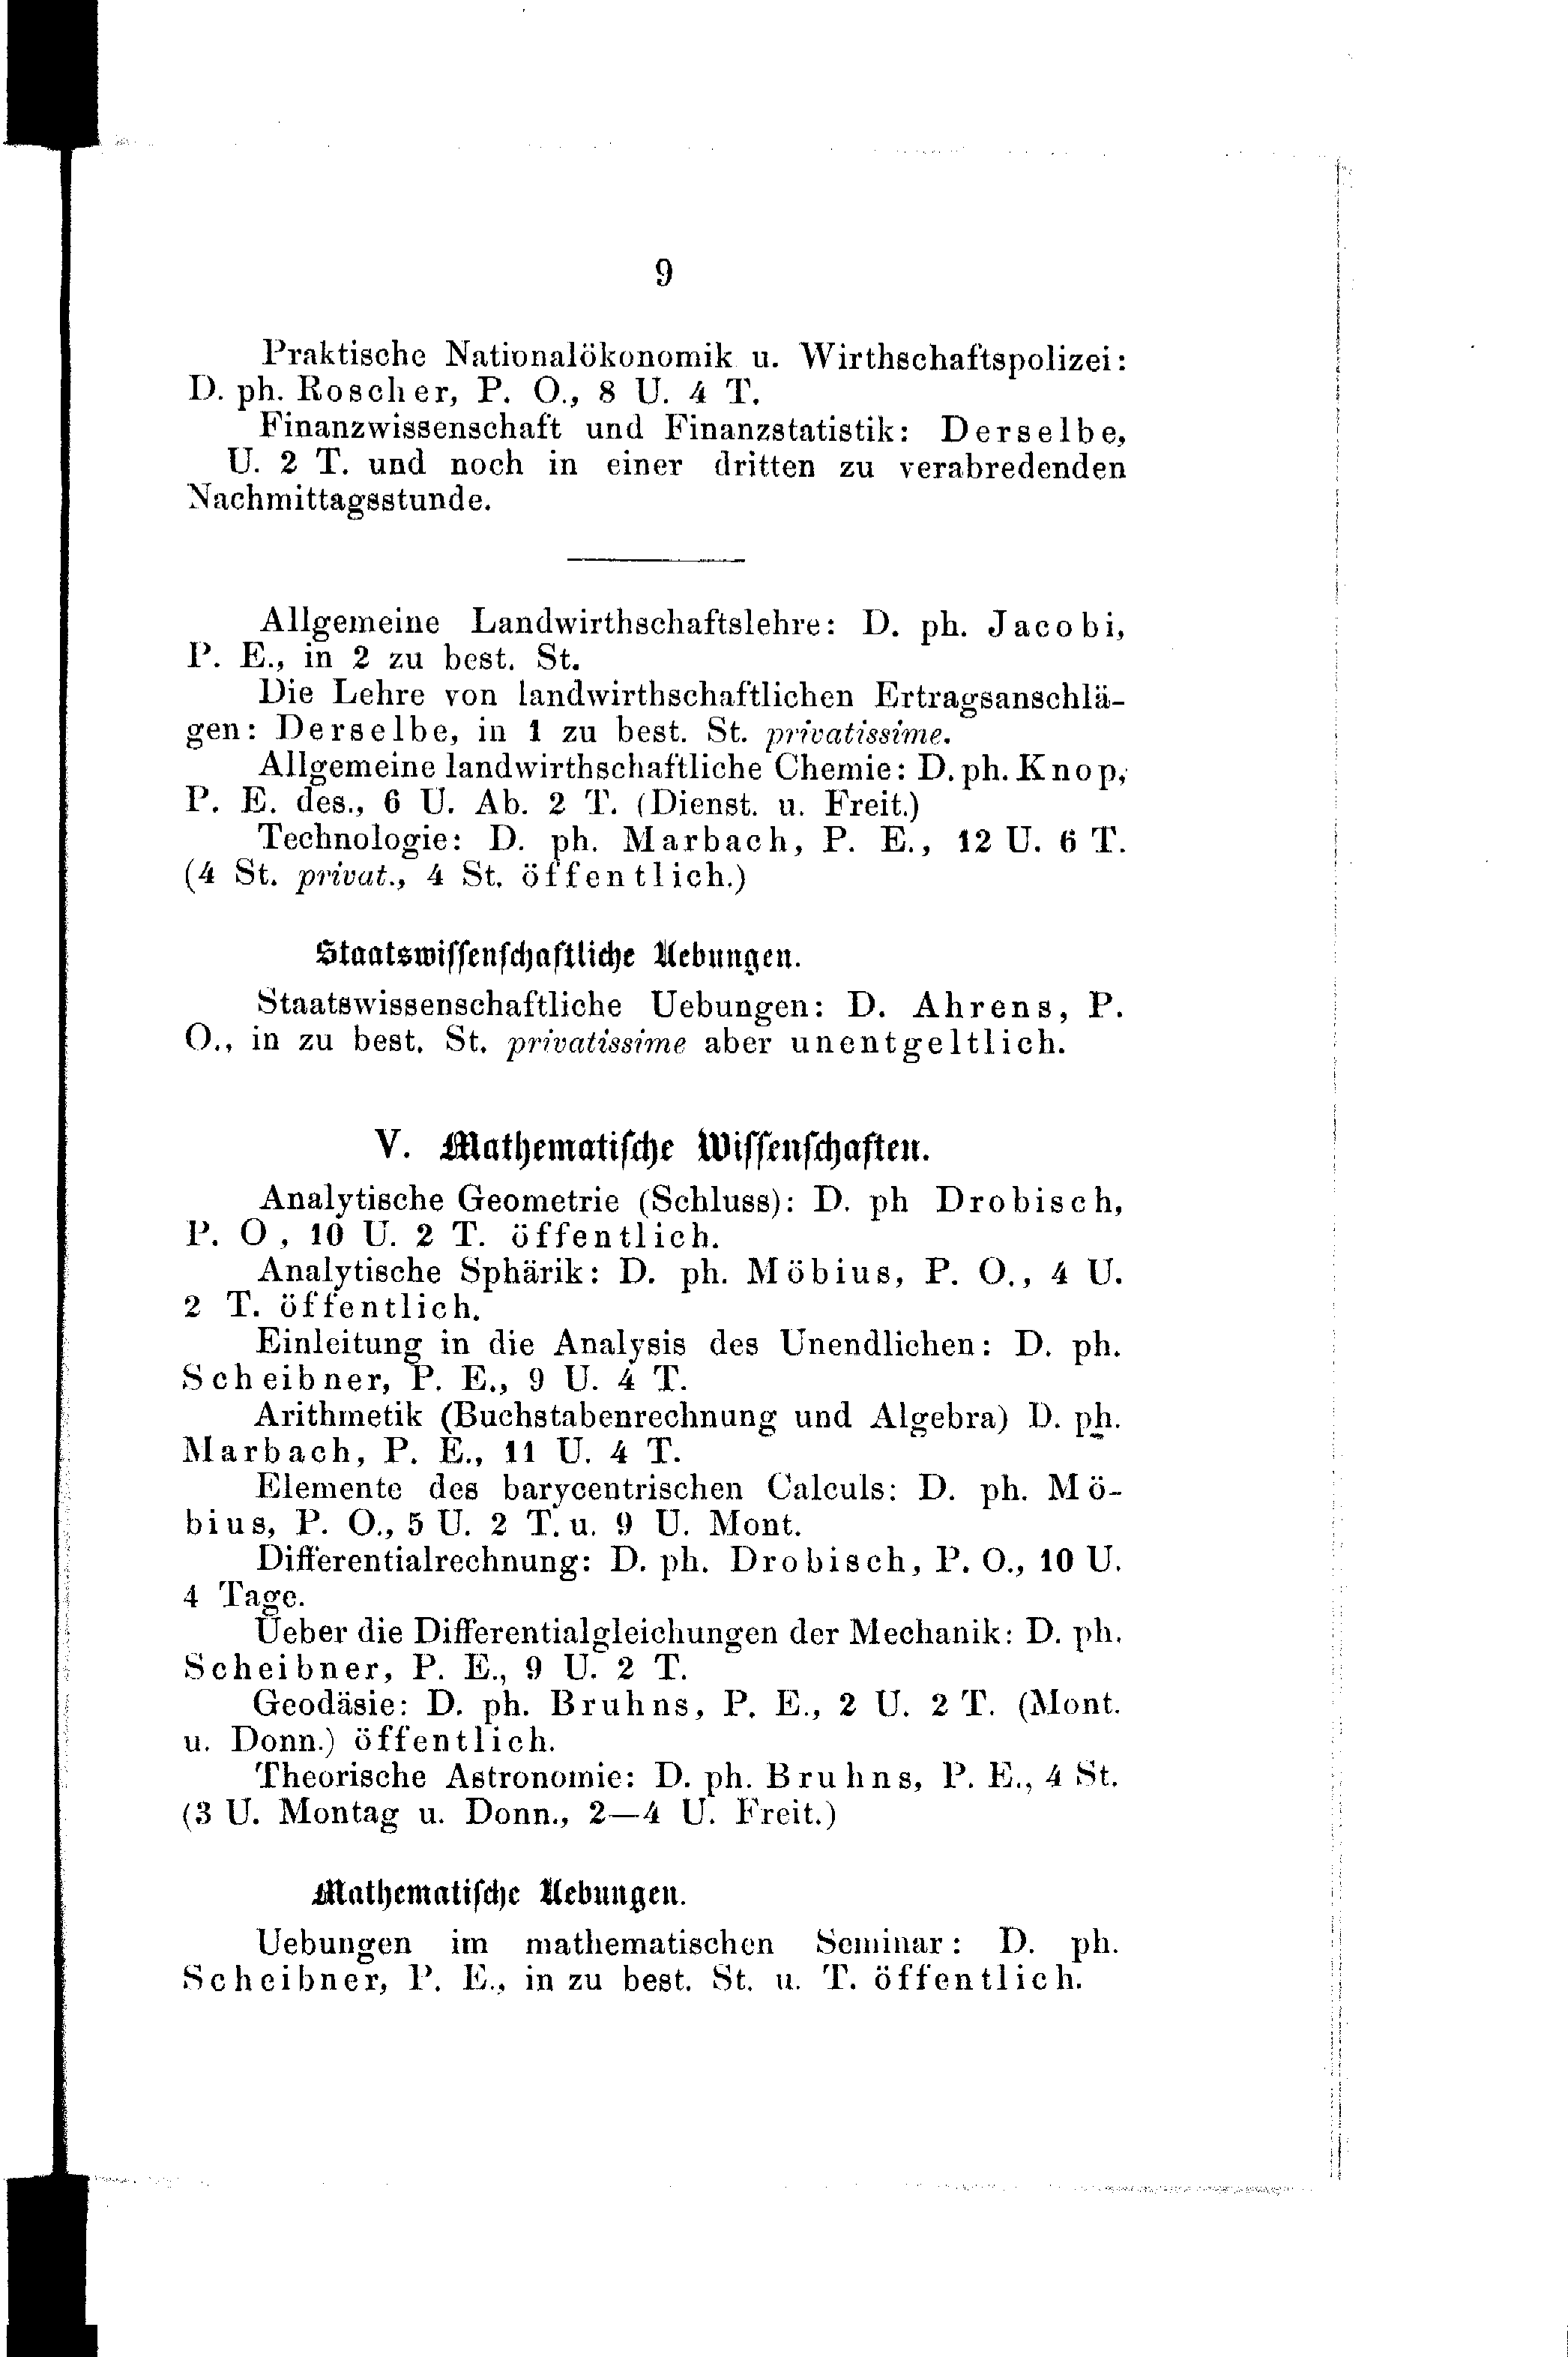 9
Praktische Nationalökonomik u. Wirthschaftspolizei:
D. ph. Roscher, P. O., 8 U. 4 T.
Finanzwissenschaft und Finanzstatistik: Derselbe,
U. 2 T. und noch in einer dritten zu verabredenden
Nachmittagsstunde.
Allgemeine Landwirthschaftslehre: D. ph. Jacobi,
P. E., in 2 zu best. St.
Die Lehre von landwirthschaftlichen Ertragsanschlä-
gen: Derselbe, in 1 zu best. St. privatissime.
Allgemeine landwirthschaftliche Chemie: D. ph. Knop,
P. E. des., 6 U. Ab. 2 T. (Dienst. u. Freit.)
Technologie: D. ph. Marbach, P. E., 12 U. 6 T.
(4 St. privat., 4 St. öffentlich.)
Staatswiſſenſchaftliche Uebungen.
Staatswissenschaftliche Uebungen: D. Ahrens, P.
O., in zu best. St. privatissime aber unentgeltlich.
V. Mathematiſche Wiſſenſchaften.
Analytische Geometrie (Schluss): D. ph Drobisch,
P. O , 10 U. 2 T. öffentlich.
Analytische Sphärik: D. ph. Möbius, P. O., 4 U.
2 T. öffentlich.
Einleitung in die Analysis des Unendlichen: D. ph.
Scheibner, P. E., 9 U. 4 T.
Arithmetik (Buchstabenrechnung und Algebra) D. ph.
Marbach, P. E., 11 U. 4 T.
Elemente des barycentrischen Calculs: D. ph. Mö-
bius, P. O., 5 U. 2 T. u. 9 U. Mont.
Differentialrechnung: D. ph. Drobisch, P. O., 10 U.
4 Tage.
Ueber die Differentialgleichungen der Mechanik: D. ph.
Scheibner, P. E., 9 U. 2 T.
Geodäsie: D. ph. Bruhns, P. E., 2 U. 2 T. (Mont.
u. Donn.) öffentlich.
Theorische Astronomie: D. ph. Bruhns, P. E., 4 St.
(3 U. Montag u. Donn., 2—4 U. Freit.)
Mathematiſche Uebungen.
Uebungen im mathematischen Seminar: D. ph.
Scheibner, P. E., in zu best. St. u. T. öffentlich.